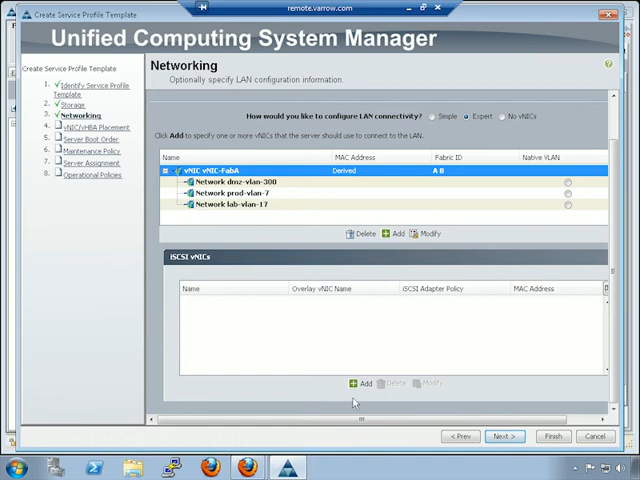 remote.varrow.com
Create Service Profile Template
Unified Computing System Manager
Create Service Profile Template
1. √Identify Service Profile Template
2. √Storage
3. √Networking
4. vNIC/vHBA Placement
5. Server Boot Order
6. Maintenance Policy
7. Server Assignment
8. Operational Policies
Networking
Optionally specify LAN configuration information.
How would you like to configure LAN connectivity? Simple Expert No vNICs
Click Add to specify one or more vNICs that the server should use to connect to the LAN.
Name MAC Address Fabric ID Native VLAN
vNIC vNIC-FabA Derived A B
Network dmz-vlan-300
Network prod-vlan-7
Network lab-vlan-17
Delete Add Modify
iSCSI vNICs
Name Overlay vNIC Name iSCSI Adapter Policy MAC Address
Add Delete Modify
< Prev Next > Finish Cancel